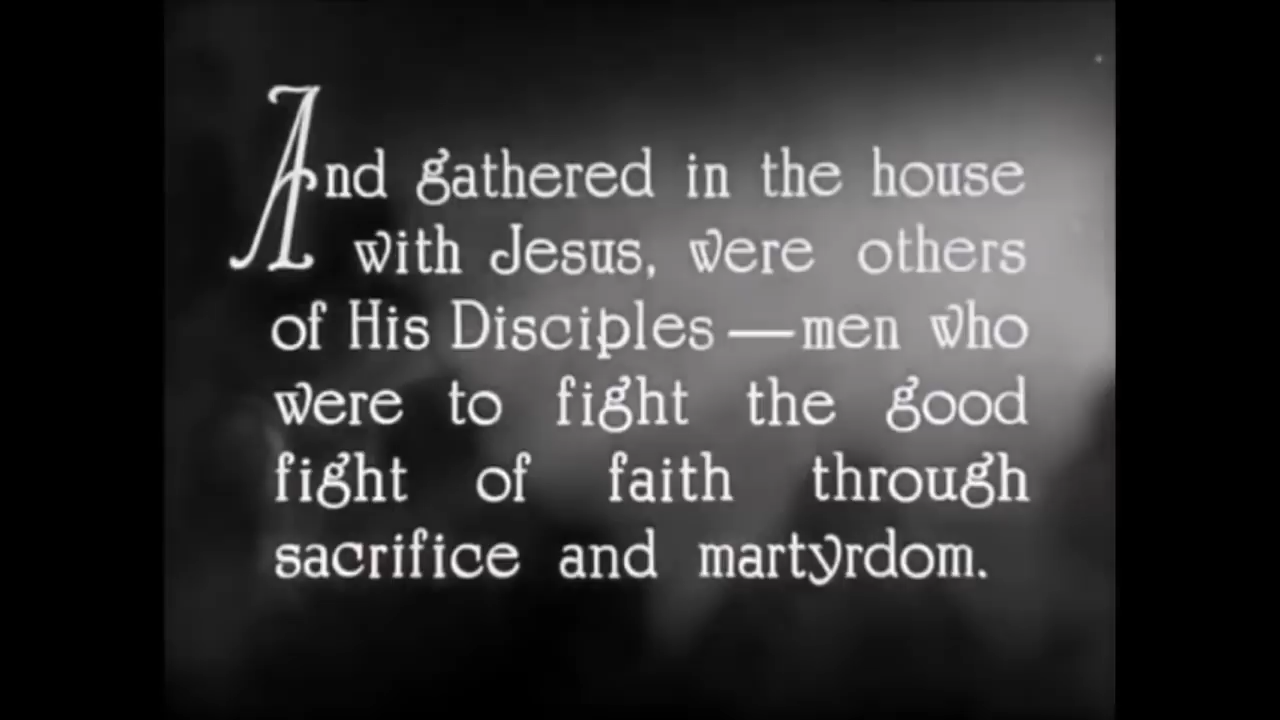 And gathered in the house
with Jesus, were others
of His Disciples—men who
were to fight the good
fight of faith through
sacrifice and martyrdom.